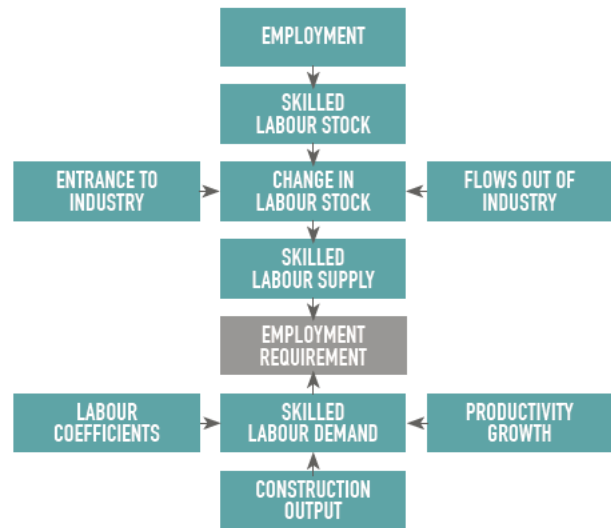 EMPLOYMENT
SKILLED
LABOUR STOCK
ENTRANCE TO
INDUSTRY
CHANGE IN
LABOUR STOCK
FLOWS OUT OF
INDUSTRY
SKILLED
LABOUR SUPPLY
EMPLOYMENT
REQUIREMENT
LABOUR
COEFFICIENTS
SKILLED
LABOUR DEMAND
PRODUCTIVITY
GROWTH
CONSTRUCTION
OUTPUT